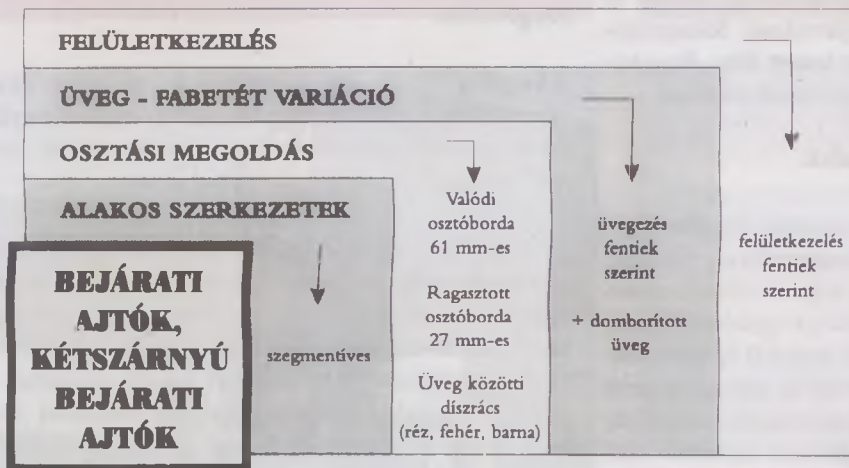 FELÜLETKEZELÉS
ÜVEG - FABETÉT VARIÁCIÓ
OSZTÁSI MEGOLDÁS
ALAKOS SZERKEZETEK
BEJÁRATI
AJTÓK,
KÉTSZÁRNYÚ
BEJÁRATI
AJTÓK
szegmentíves
Valódi
osztóborda
61 mm-es
Ragasztott
osztóborda
27 mm-es
Üveg közötti
díszrács
(réz, fehér, barna)
üvegezés
fentiek
szerint
+ domborított
üveg
felületkezelés
fentiek
szerint